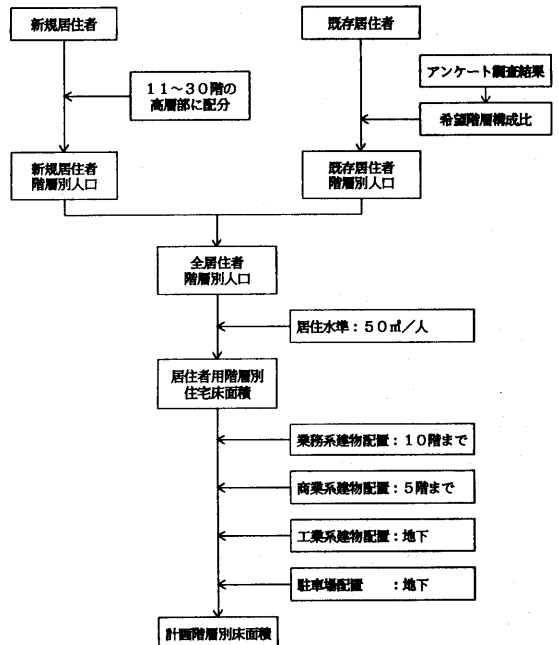 新規居住者
既存居住者
アンケート調査結果
11〜30階の
高層部に配分
希望階層構成比
新規居住者
階層別人口
既存居住者
階層別人口
全居住者
階層別人口
居住水準:50㎡/人
居住者用階層別
住宅床面積
業務系建物配置:10階まで
商業系建物配置:5階まで
工業系建物配置:地下
駐車場配置 :地下
計画階層別床面積